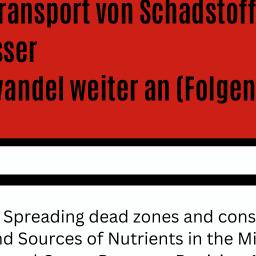 ransport von Schadstoff
sser
wandel weiter an (Folgen
Spreading dead zones and cons
nd Sources of Nutrients in the Mi